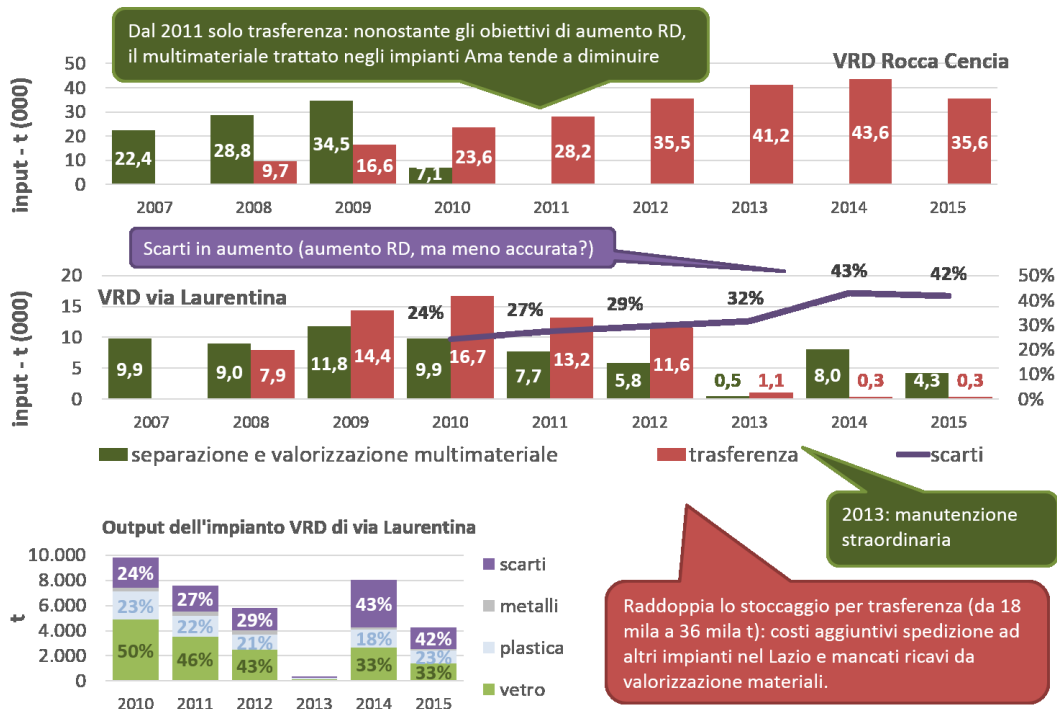 Dal 2011 solo trasferenza: nonostante gli obiettivi di aumento RD,
il multimateriale trattato negli impianti Ama tende a diminuire
VRD Rocca Cencia
input - t (000)
50
40
30
20
10
0
22,4
28,8
9,7
34,5
16,6
7,1
23,6
28,2
35,5
41,2
43,6
35,6
2007 2008 2009 2010 2011 2012 2013 2014 2015
Scarti in aumento (aumento RD, ma meno accurata?)
VRD via Laurentina
input - t (000)
20
15
10
5
0
50%
40%
30%
20%
10%
0%
24% 27% 29% 32% 43% 42%
9,9
9,0
7,9
11,8
14,4
9,9
16,7
7,7
13,2
5,8
11,6
0,5
1,1
8,0
0,3
4,3
0,3
2007 2008 2009 2010 2011 2012 2013 2014 2015
separazione e valorizzazione multimateriale trasferenza scarti
2013: manutenzione
straordinaria
Output dell'impianto VRD di via Laurentina
t
10.000
8.000
6.000
4.000
2.000
0
24%
23%
50%
27%
22%
46%
29%
21%
43%
43%
18%
33%
42%
23%
33%
2010 2011 2012 2013 2014 2015
scarti
metalli
plastica
vetro
Raddoppia lo stoccaggio per trasferenza (da 18
mila a 36 mila t): costi aggiuntivi spedizione ad
altri impianti nel Lazio e mancati ricavi da
valorizzazione materiali.